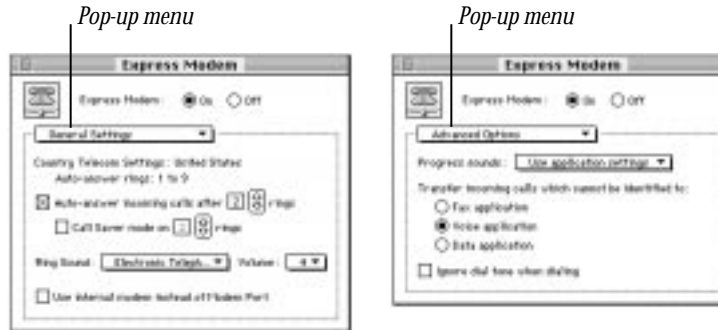 Pop-up menu
Express Modem
Express Modem: On Off
General Settings
Country Telecom Settings: United States
Auto-answer rings: 1 to 9
Auto-answer incoming calls after 2 rings
Call Saver mode on rings
Ring Sound: Electronic Teleph... Volume: 4
Use internal modem instead of Modem Port
Pop-up menu
Express Modem
Express Modem: On Off
Advanced Options
Progress sounds: Use application settings
Transfer incoming calls which cannot be identified to:
Fax application
Voice application
Data application
Ignore dial tone when dialing